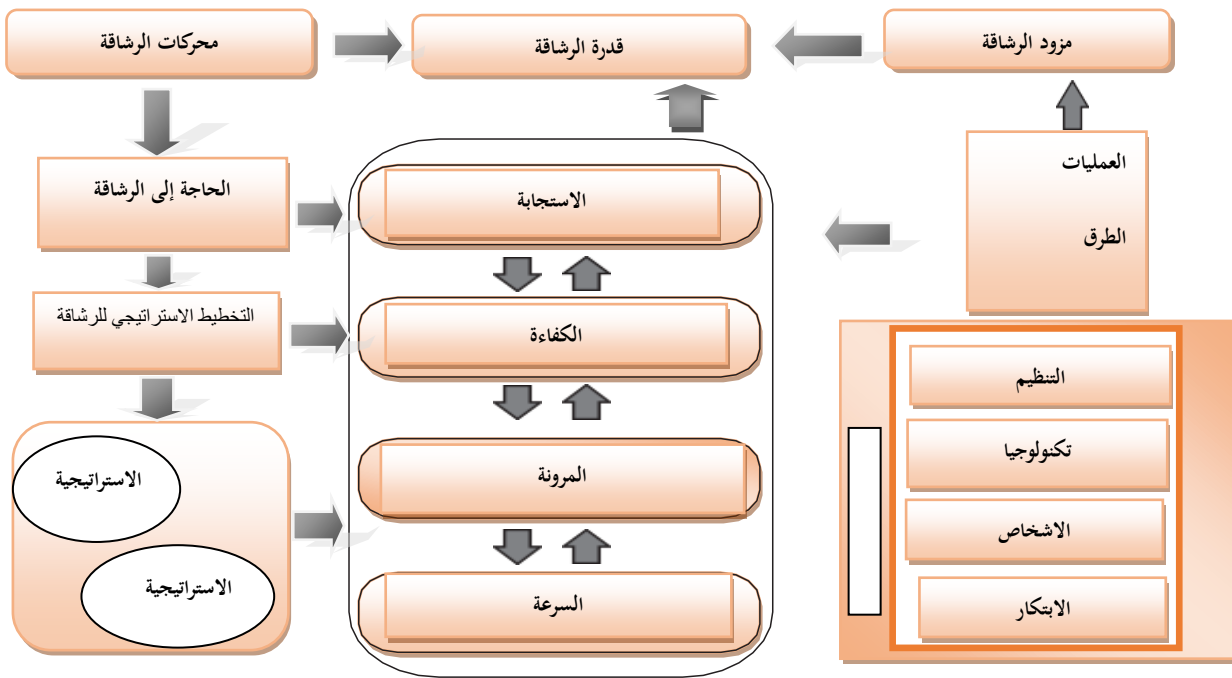 مزود الرشاقة
قدرة الرشاقة
محركات الرشاقة
العمليات
الطرق
الاستجابة
الحاجة إلى الرشاقة
الكفاءة
التخطيط الاستراتيجي للرشاقة
التنظيم
تكنولوجيا
الاشخاص
الابتكار
المرونة
السرعة
الاستراتيجية
الاستراتيجية